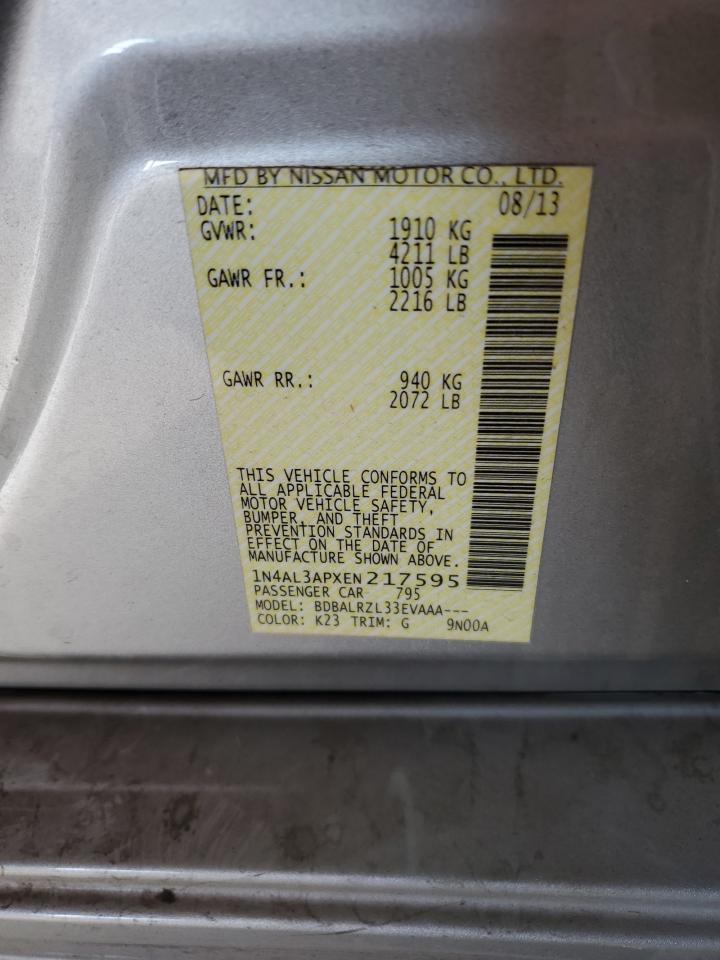 MFD BY NISSAN MOTOR CO., LTD.
DATE: 08/13
GVWR: 1910 KG
4211 LB
GAWR FR.: 1005 KG
2216 LB
GAWR RR.: 940 KG
2072 LB
THIS VEHICLE CONFORMS TO
ALL APPLICABLE FEDERAL
MOTOR VEHICLE SAFETY,
BUMPER, AND THEFT
PREVENTION STANDARDS IN
EFFECT ON THE DATE OF
MANUFACTURE SHOWN ABOVE.
1N4AL3APXEN217595
PASSENGER CAR 795
MODEL: BDBALRZL33EVAAA---
COLOR: K23 TRIM: G 9N00A